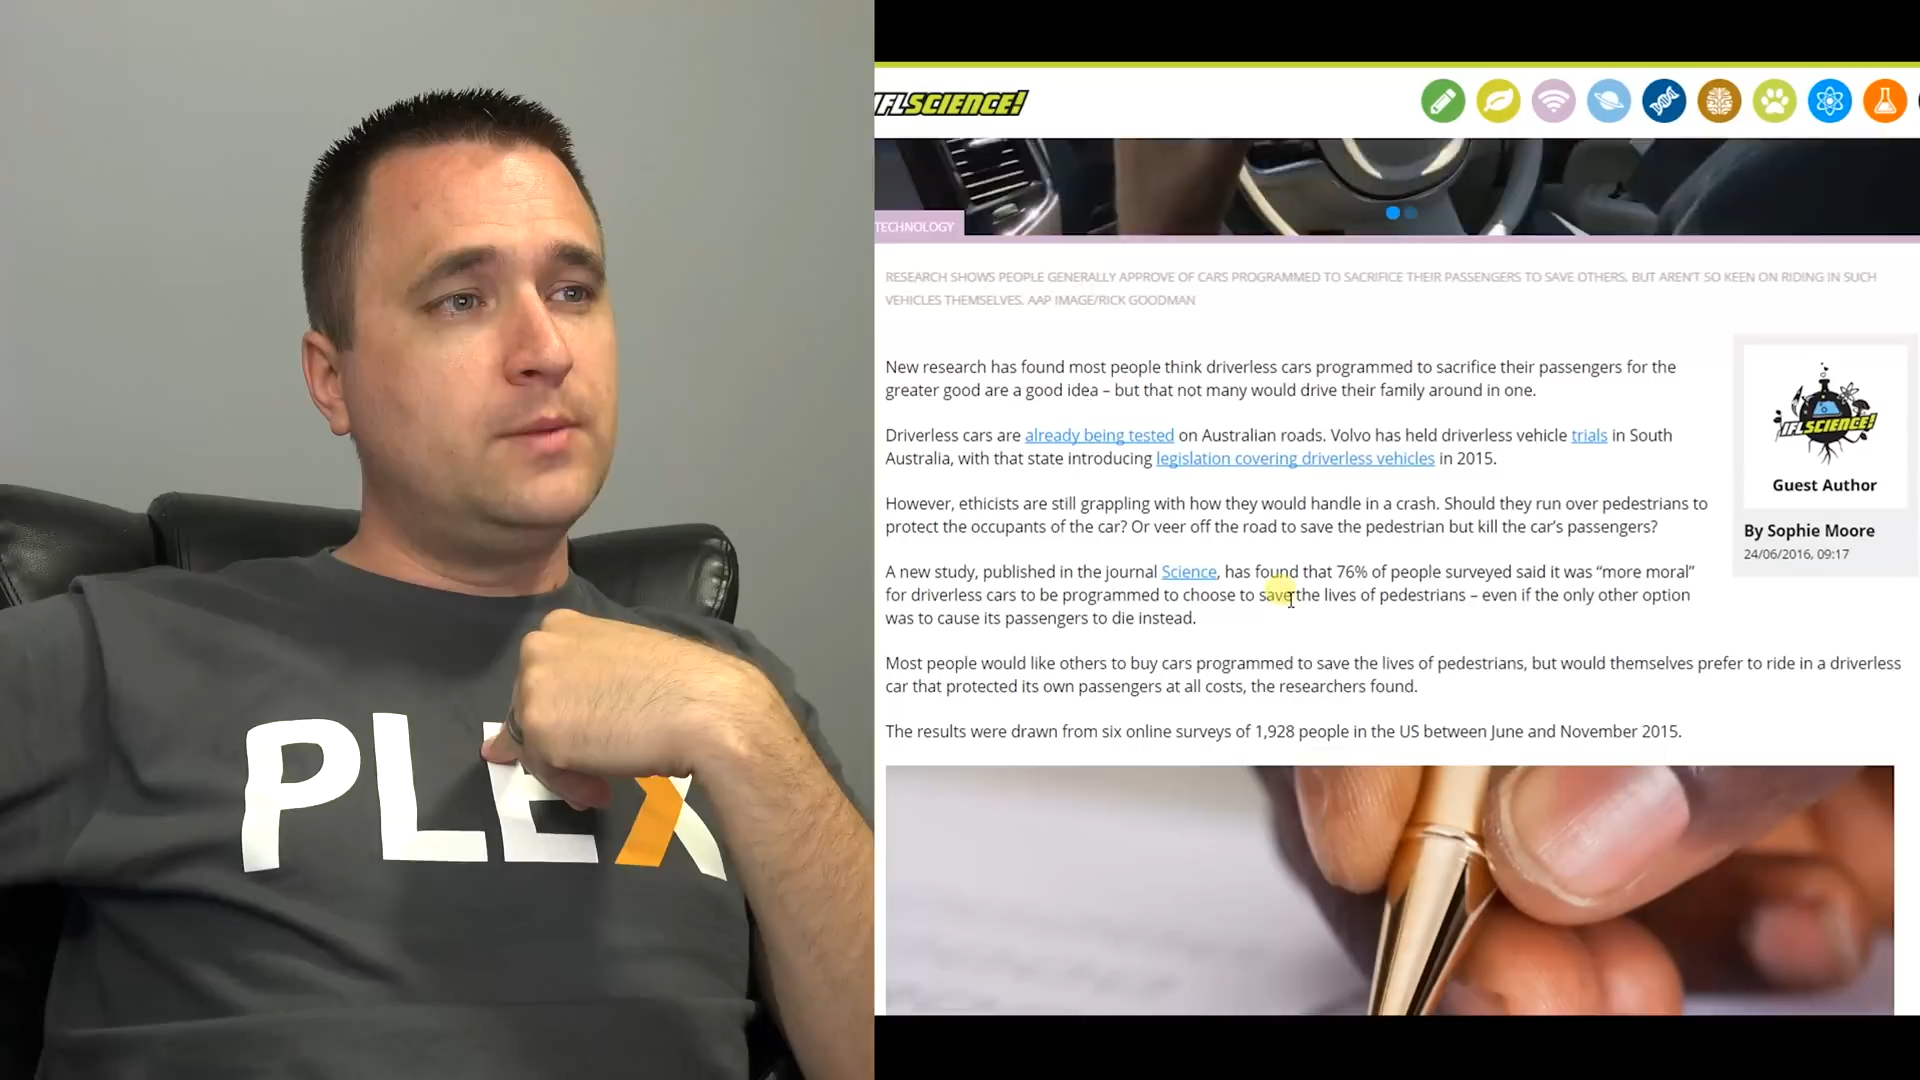 PLEX
IFLSCIENCE!
TECHNOLOGY
RESEARCH SHOWS PEOPLE GENERALLY APPROVE OF CARS PROGRAMMED TO SACRIFICE THEIR PASSENGERS TO SAVE OTHERS, BUT AREN'T SO KEEN ON RIDING IN SUCH
VEHICLES THEMSELVES. AAP IMAGE/RICK GOODMAN
New research has found most people think driverless cars programmed to sacrifice their passengers for the
greater good are a good idea – but that not many would drive their family around in one.
Driverless cars are already being tested on Australian roads. Volvo has held driverless vehicle trials in South
Australia, with that state introducing legislation covering driverless vehicles in 2015.
However, ethicists are still grappling with how they would handle in a crash. Should they run over pedestrians to
protect the occupants of the car? Or veer off the road to save the pedestrian but kill the car's passengers?
A new study, published in the journal Science, has found that 76% of people surveyed said it was “more moral”
for driverless cars to be programmed to choose to save the lives of pedestrians – even if the only other option
was to cause its passengers to die instead.
Most people would like others to buy cars programmed to save the lives of pedestrians, but would themselves prefer to ride in a driverless
car that protected its own passengers at all costs, the researchers found.
The results were drawn from six online surveys of 1,928 people in the US between June and November 2015.
IFLSCIENCE!
Guest Author
By Sophie Moore
24/06/2016, 09:17